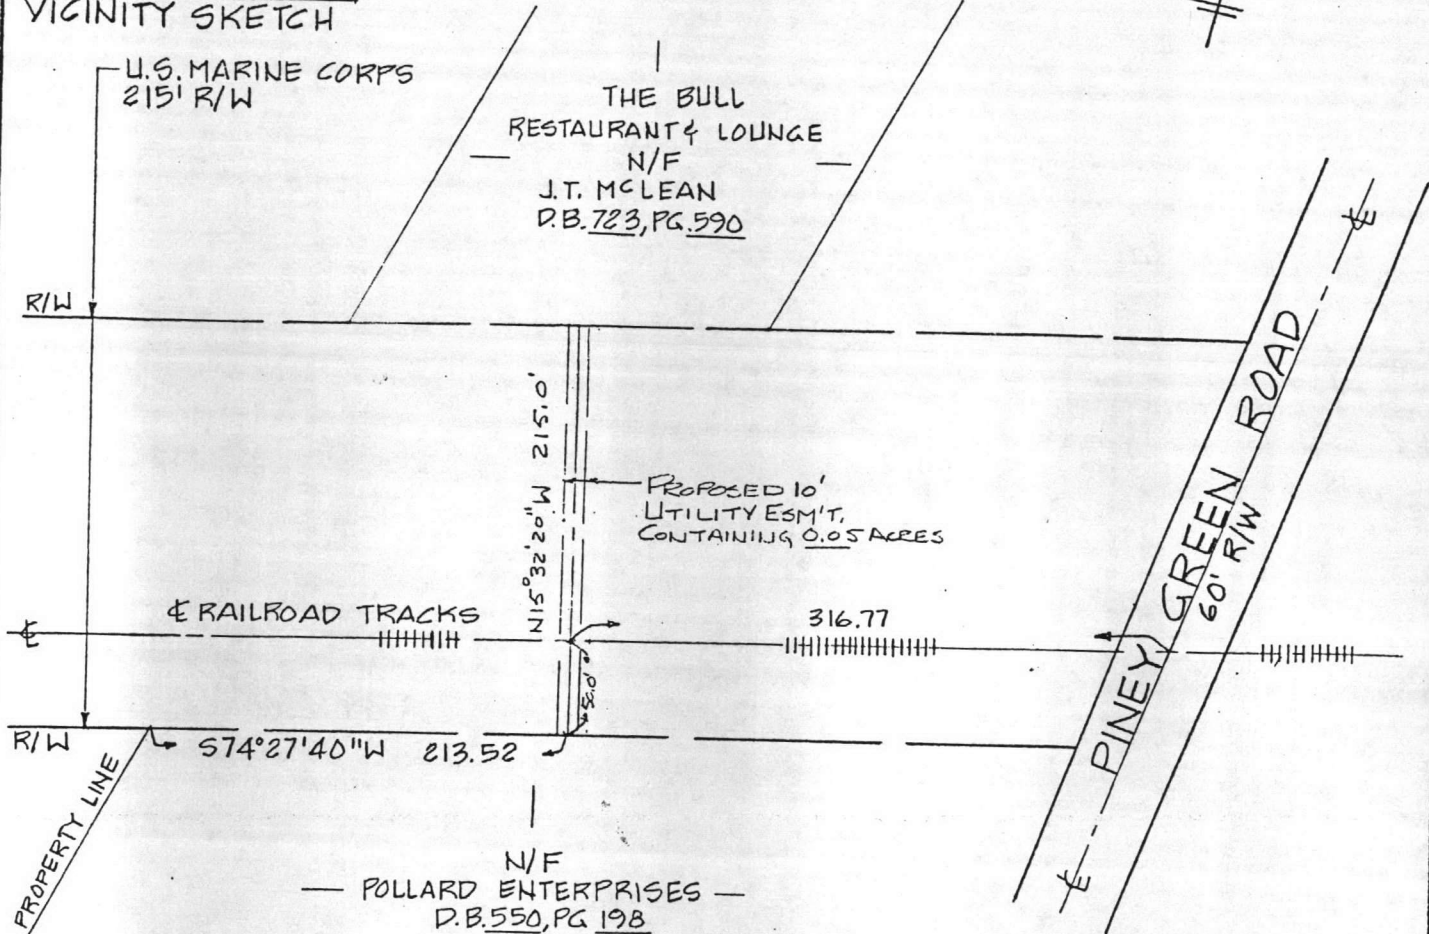 VICINITY SKETCH
U.S. MARINE CORPS
215' R/W
THE BULL
RESTAURANT & LOUNGE
N/F
J.T. McLEAN
D.B. 723, PG. 590
R/W
N15°32'20"W 215.0'
PROPOSED 10'
UTILITY ESM'T.
CONTAINING 0.05 ACRES
PINEY GREEN ROAD
60' R/W
℄
℄ RAILROAD TRACKS
316.77
℄
R/W
S74°27'40"W 213.52
PROPERTY LINE
℄
N/F
POLLARD ENTERPRISES
D.B. 550, PG 198